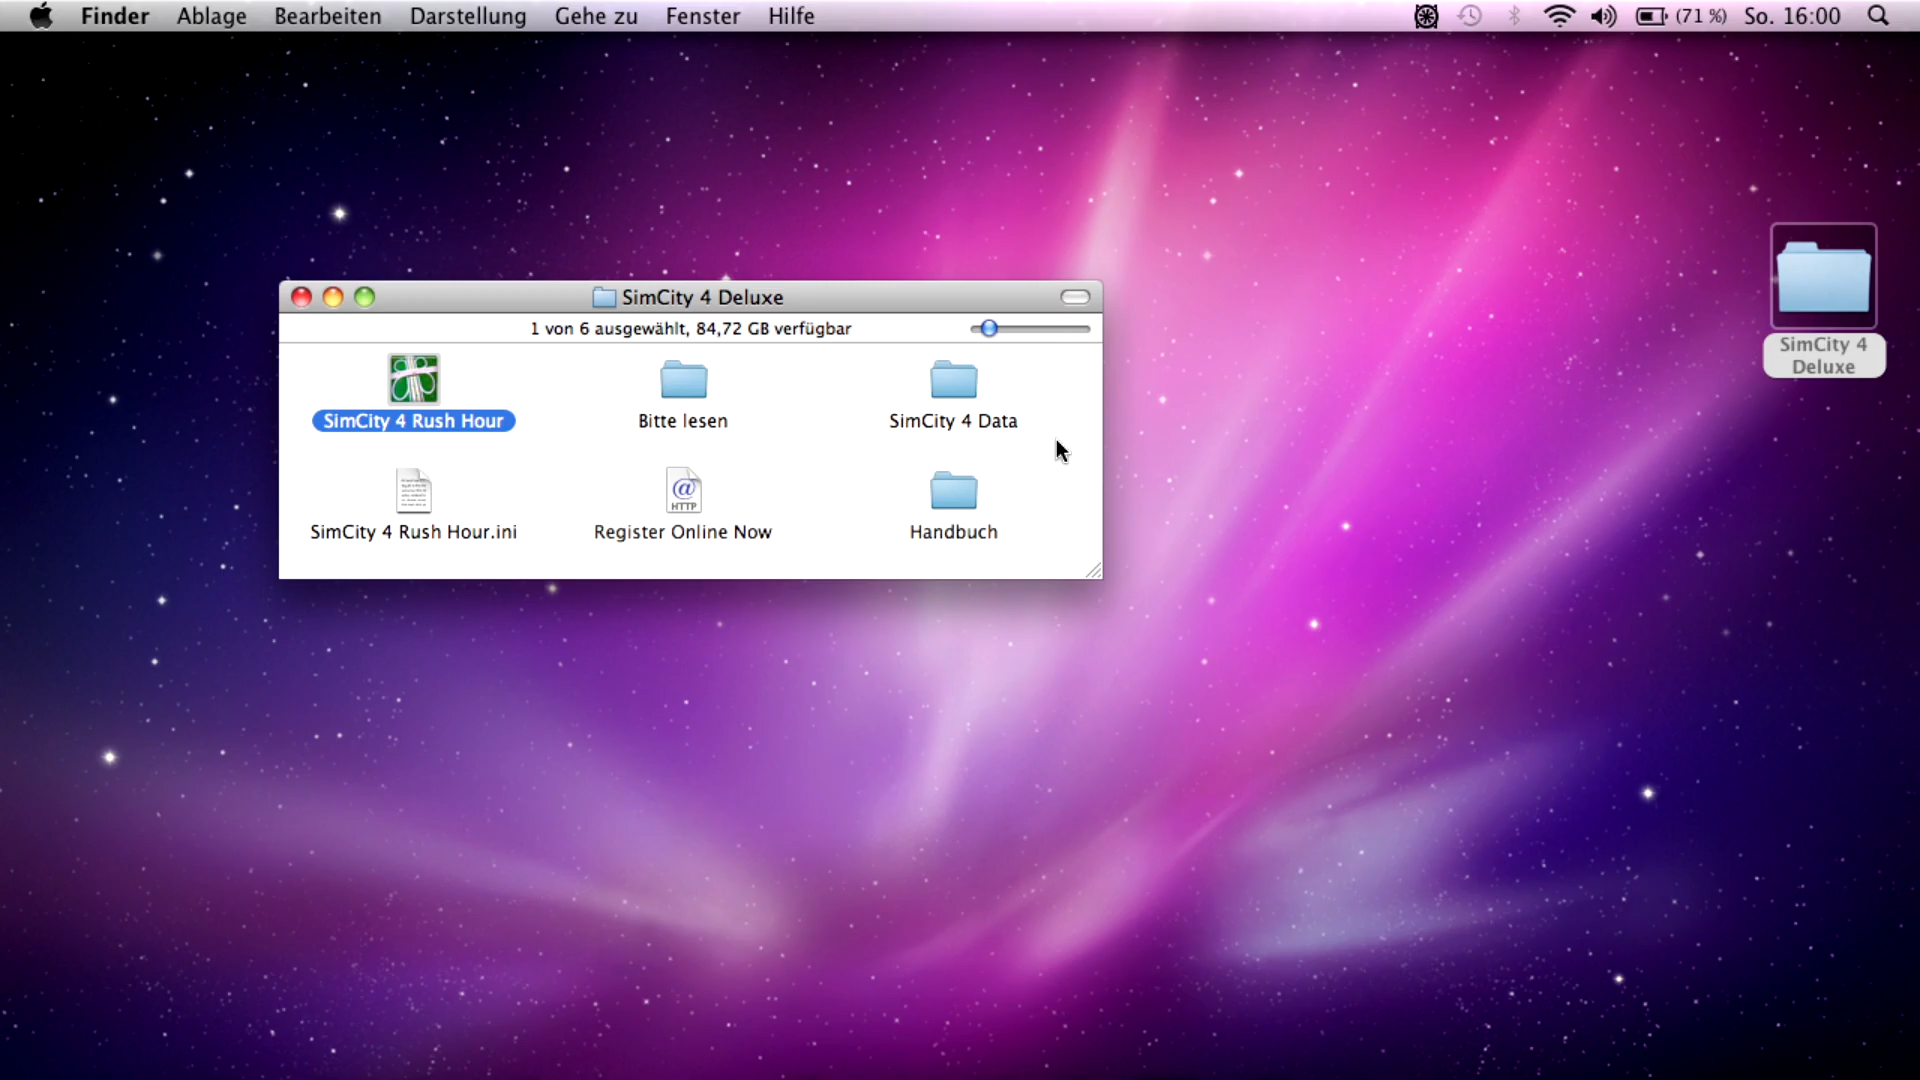 Finder Ablage Bearbeiten Darstellung Gehe zu Fenster Hilfe (71 %) So. 16:00
SimCity 4 Deluxe
1 von 6 ausgewählt, 84,72 GB verfügbar
SimCity 4 Rush Hour Bitte lesen SimCity 4 Data
@
HTTP
SimCity 4 Rush Hour.ini Register Online Now Handbuch
SimCity 4
Deluxe